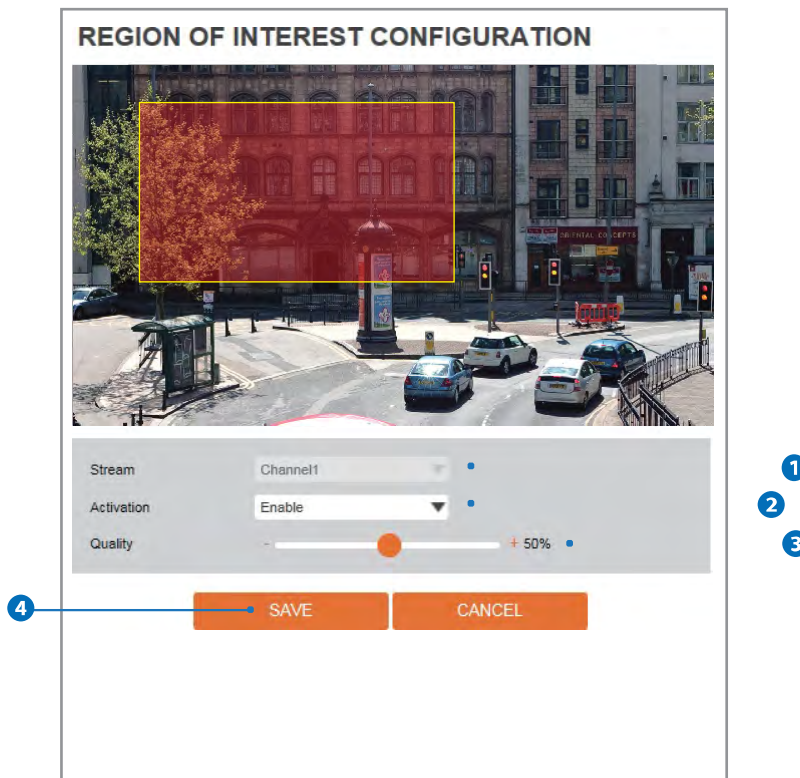 REGION OF INTEREST CONFIGURATION
ORIENTAL CONCEPTS
Stream Channel1 1
Activation Enable 2
Quality - + 50% 3
4 SAVE CANCEL